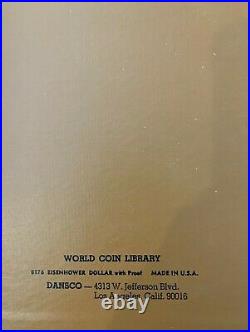 WORLD COIN LIBRARY
8176 EISENHOWER DOLLAR with Proof MADE IN U.S.A.
DANSCO — 4313 W. Jefferson Blvd.
Los Angeles, Calif. 90016